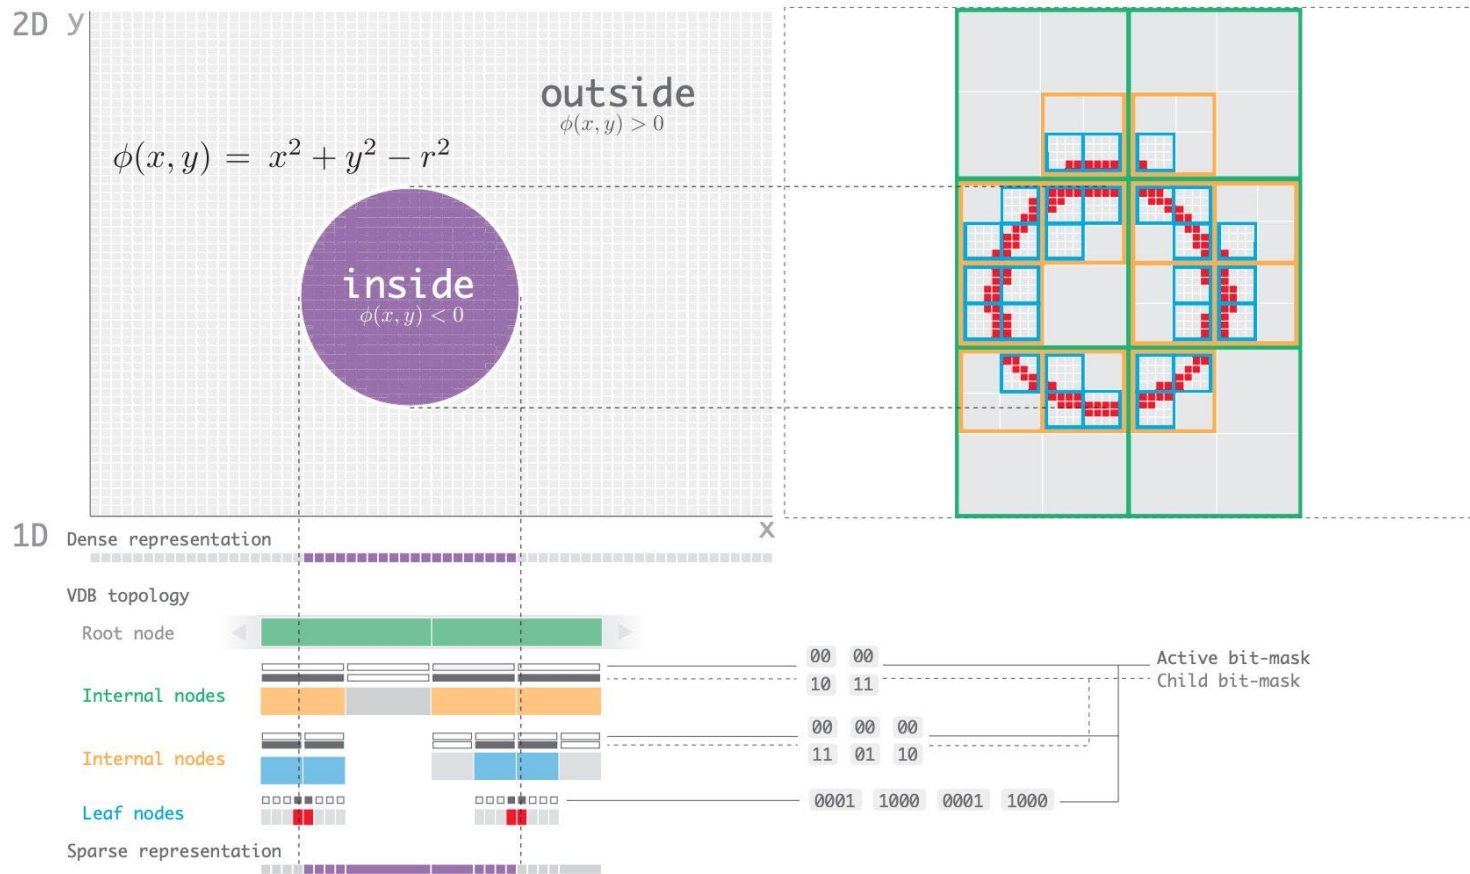 2D y
outside
ϕ(x, y) > 0
ϕ(x, y) = x² + y² − r²
inside
ϕ(x, y) < 0
x
1D
Dense representation
VDB topology
Root node
00 00
Active bit-mask
10 11
Child bit-mask
Internal nodes
00 00 00
11 01 10
Internal nodes
0001 1000 0001 1000
Leaf nodes
Sparse representation